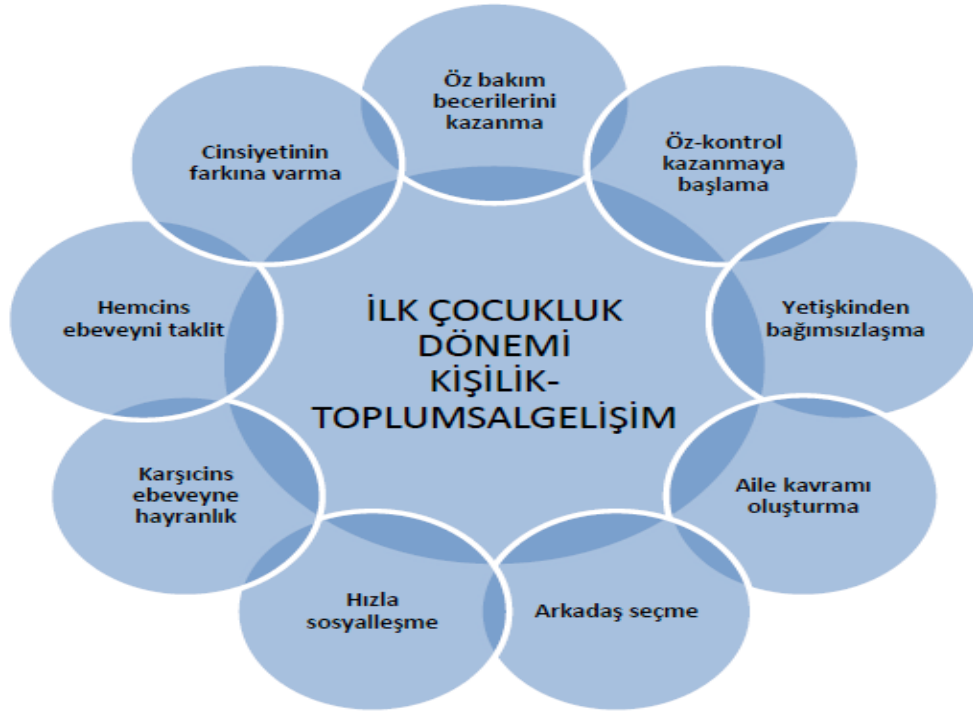 Öz bakım
becerilerini
kazanma
Öz-kontrol
kazanmaya
başlama
Yetişkinden
bağımsızlaşma
Aile kavramı
oluşturma
Arkadaş seçme
Hızla
sosyalleşme
Karşıcins
ebeveyne
hayranlık
Hemcins
ebeveyni taklit
Cinsiyetinin
farkına varma
İLK ÇOCUKLUK
DÖNEMİ
KİŞİLİK-
TOPLUMSALGELİŞİM